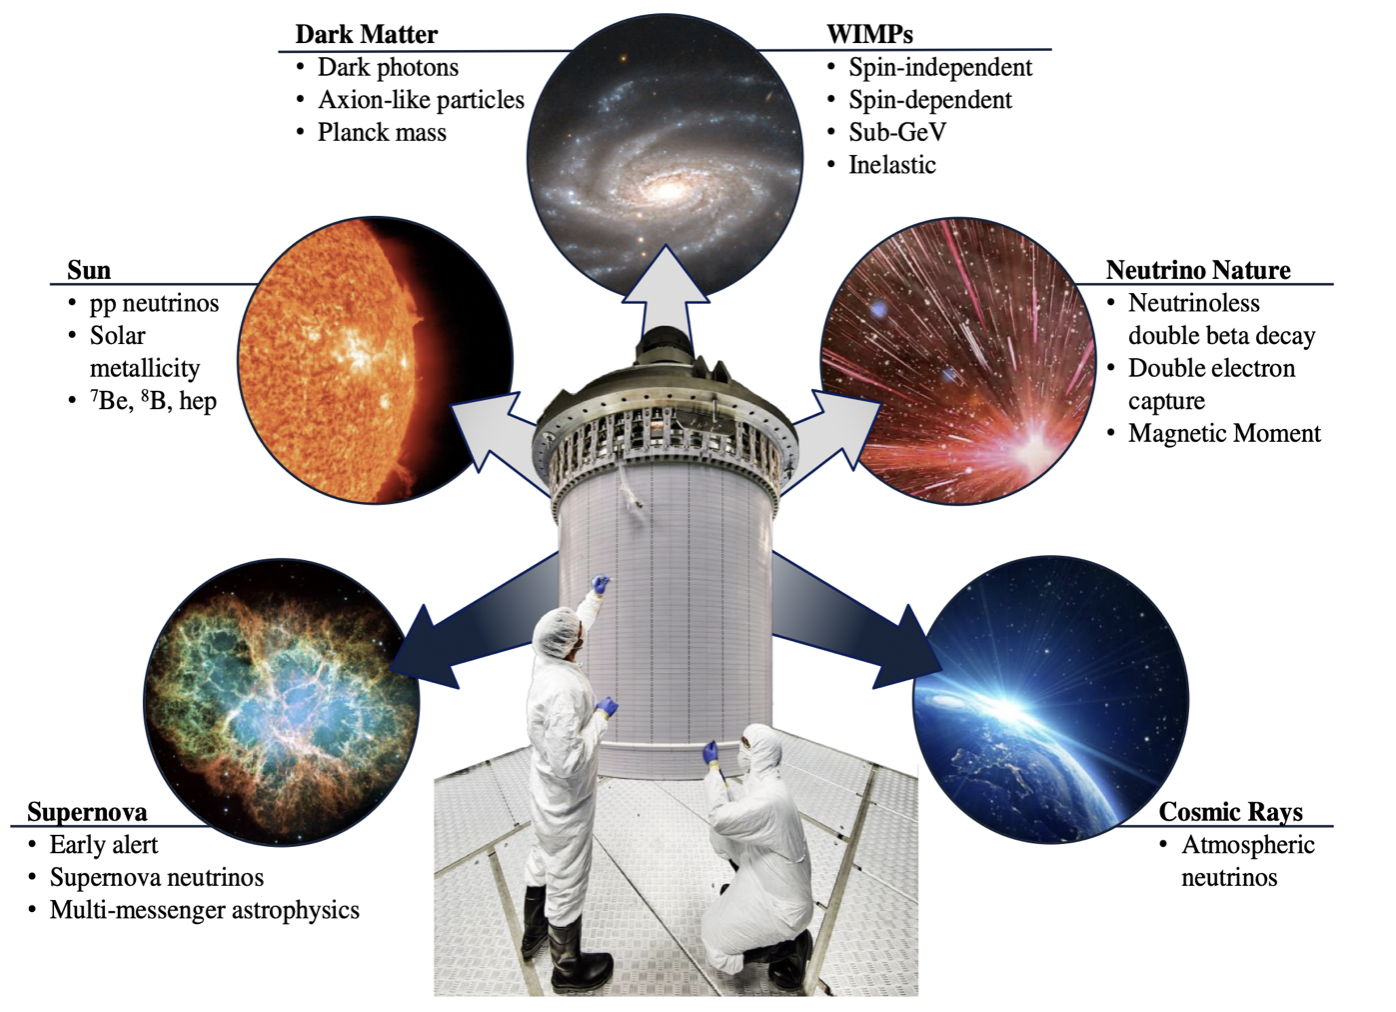 Dark Matter
• Dark photons
• Axion-like particles
• Planck mass
WIMPs
• Spin-independent
• Spin-dependent
• Sub-GeV
• Inelastic
Sun
• pp neutrinos
• Solar
metallicity
• ⁷Be, ⁸B, hep
Neutrino Nature
• Neutrinoless
double beta decay
• Double electron
capture
• Magnetic Moment
Supernova
• Early alert
• Supernova neutrinos
• Multi-messenger astrophysics
Cosmic Rays
• Atmospheric
neutrinos